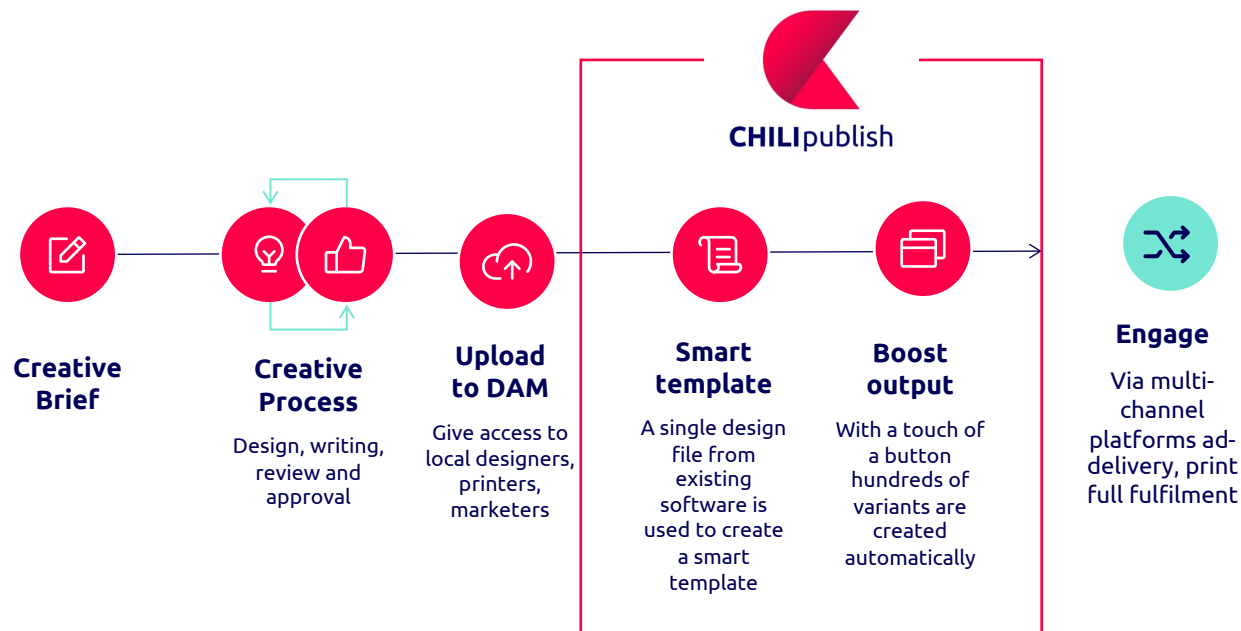 CHILIpublish
Creative
Brief
Creative
Process
Design, writing,
review and
approval
Upload
to DAM
Give access to
local designers,
printers,
marketers
Smart
template
A single design
file from
existing
software is
used to create
a smart
template
Boost
output
With a touch of
a button
hundreds of
variants are
created
automatically
Engage
Via multi-
channel
platforms ad-
delivery, print
full fulfilment